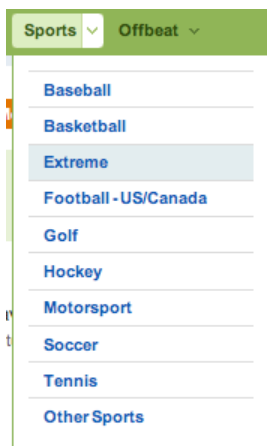 Sports Offbeat
Baseball
Basketball
Extreme
Football - US/Canada
Golf
Hockey
Motorsport
Soccer
Tennis
Other Sports